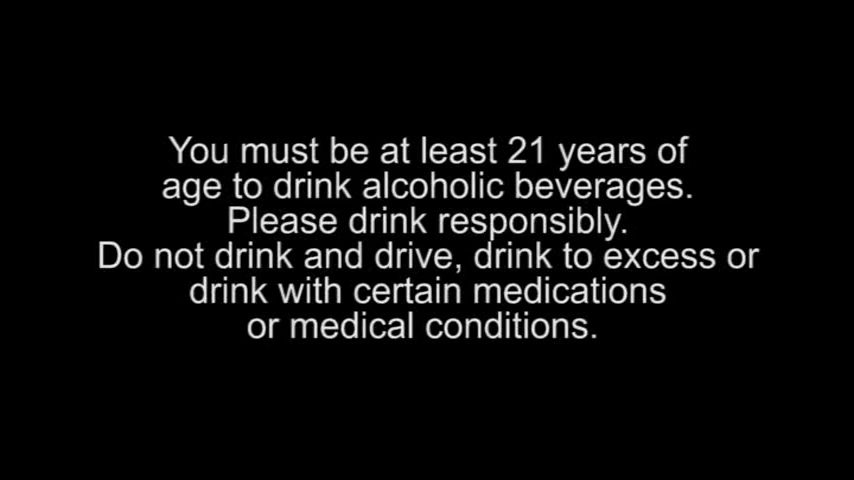 You must be at least 21 years of
age to drink alcoholic beverages.
Please drink responsibly.
Do not drink and drive, drink to excess or
drink with certain medications
or medical conditions.